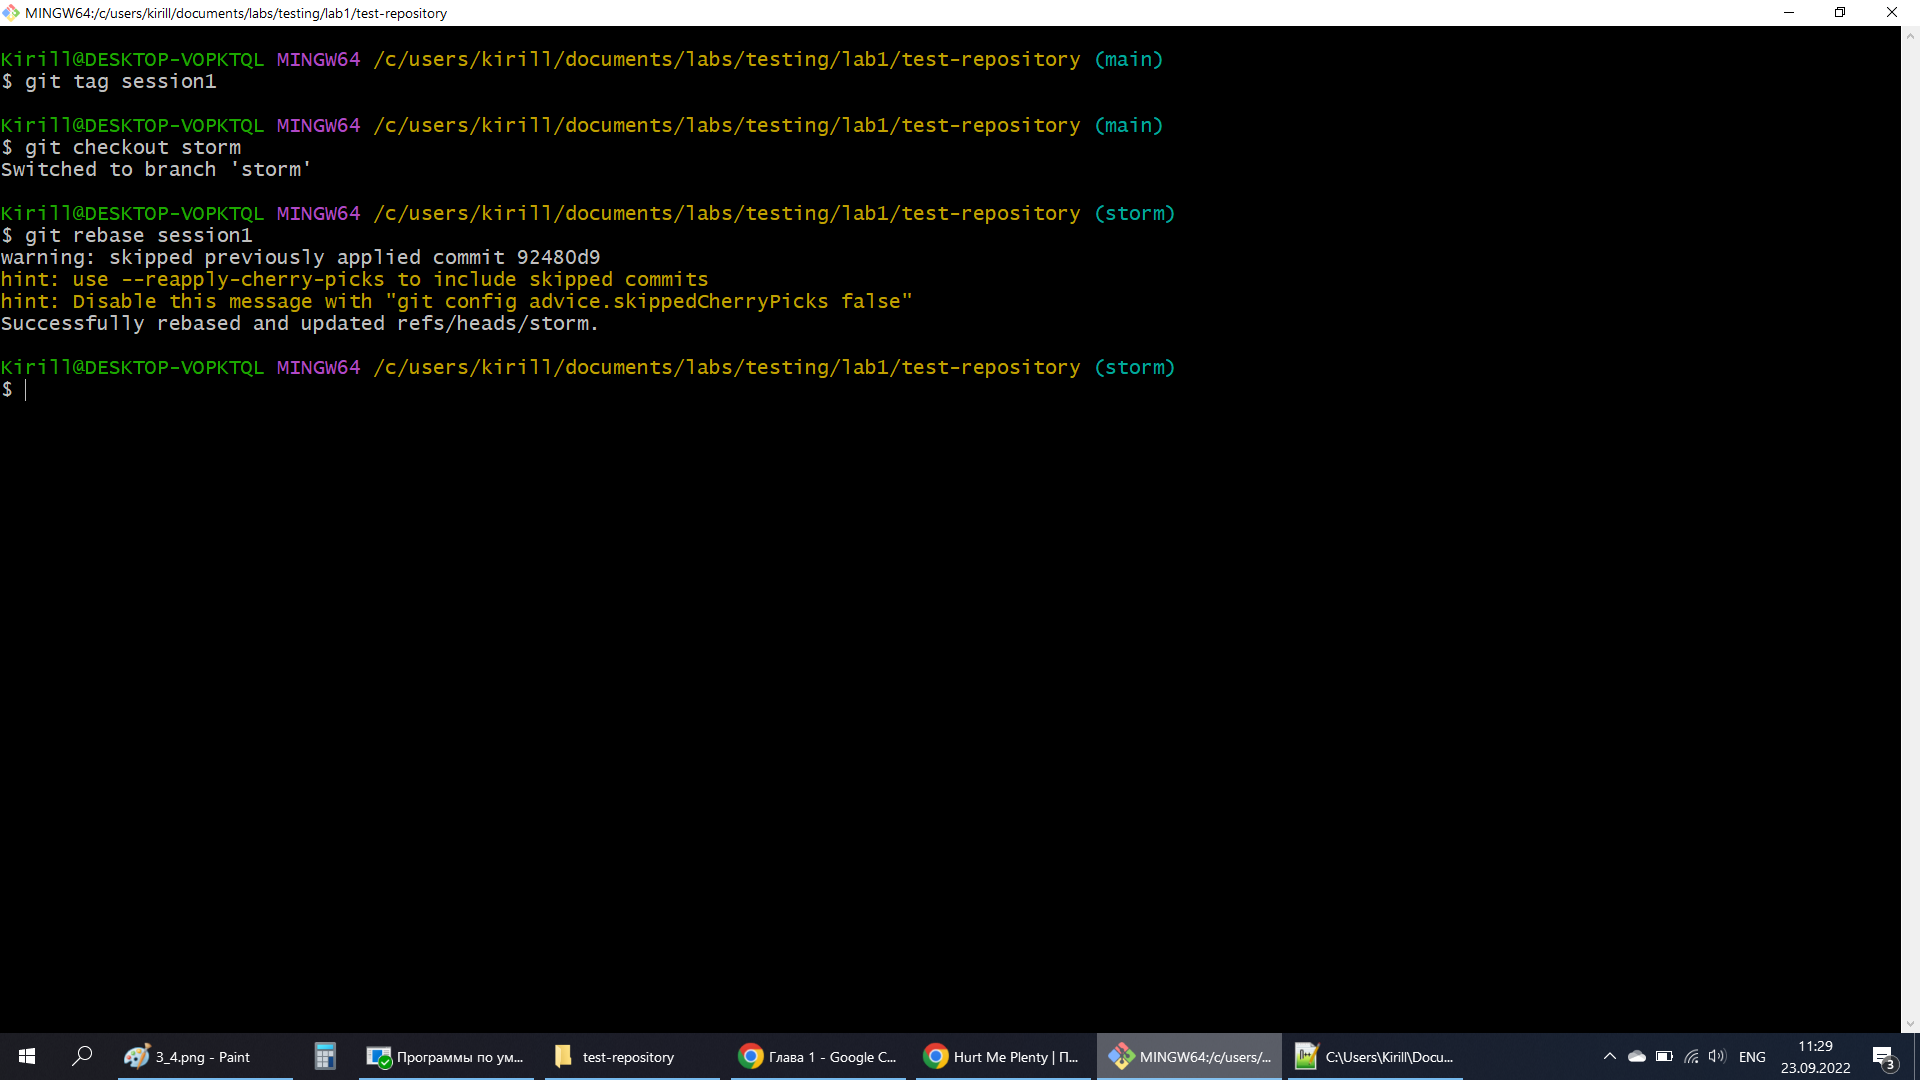 MINGW64:/c/users/kirill/documents/labs/testing/lab1/test-repository
Kirill@DESKTOP-VOPKTQL MINGW64 /c/users/kirill/documents/labs/testing/lab1/test-repository (main)
$ git tag session1
Kirill@DESKTOP-VOPKTQL MINGW64 /c/users/kirill/documents/labs/testing/lab1/test-repository (main)
$ git checkout storm
Switched to branch 'storm'
Kirill@DESKTOP-VOPKTQL MINGW64 /c/users/kirill/documents/labs/testing/lab1/test-repository (storm)
$ git rebase session1
warning: skipped previously applied commit 92480d9
hint: use --reapply-cherry-picks to include skipped commits
hint: Disable this message with "git config advice.skippedCherryPicks false"
Successfully rebased and updated refs/heads/storm.
Kirill@DESKTOP-VOPKTQL MINGW64 /c/users/kirill/documents/labs/testing/lab1/test-repository (storm)
$
3_4.png - Paint
Программы по ум...
test-repository
Глава 1 - Google C...
Hurt Me Plenty | П...
MINGW64:/c/users/...
C:\Users\Kirill\Docu...
ENG
11:29
23.09.2022
3